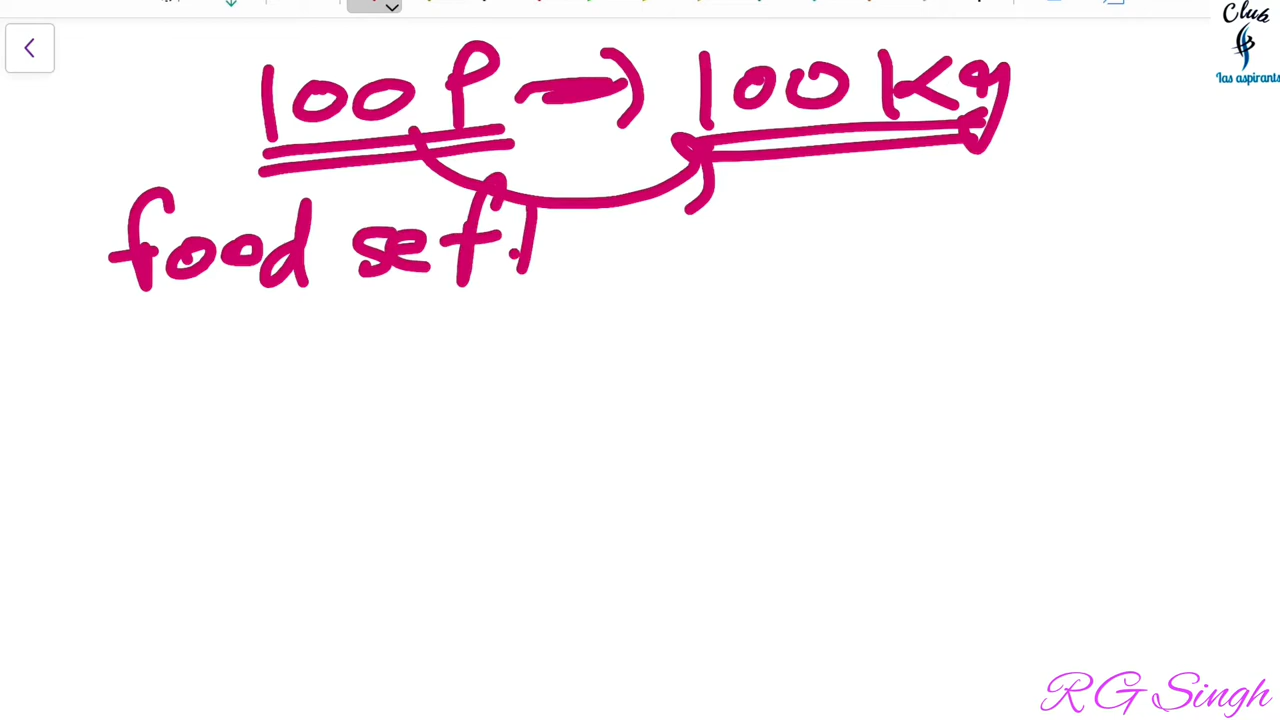 Club
Ias aspirants
100 P → 100 Kg
food sef
RG Singh